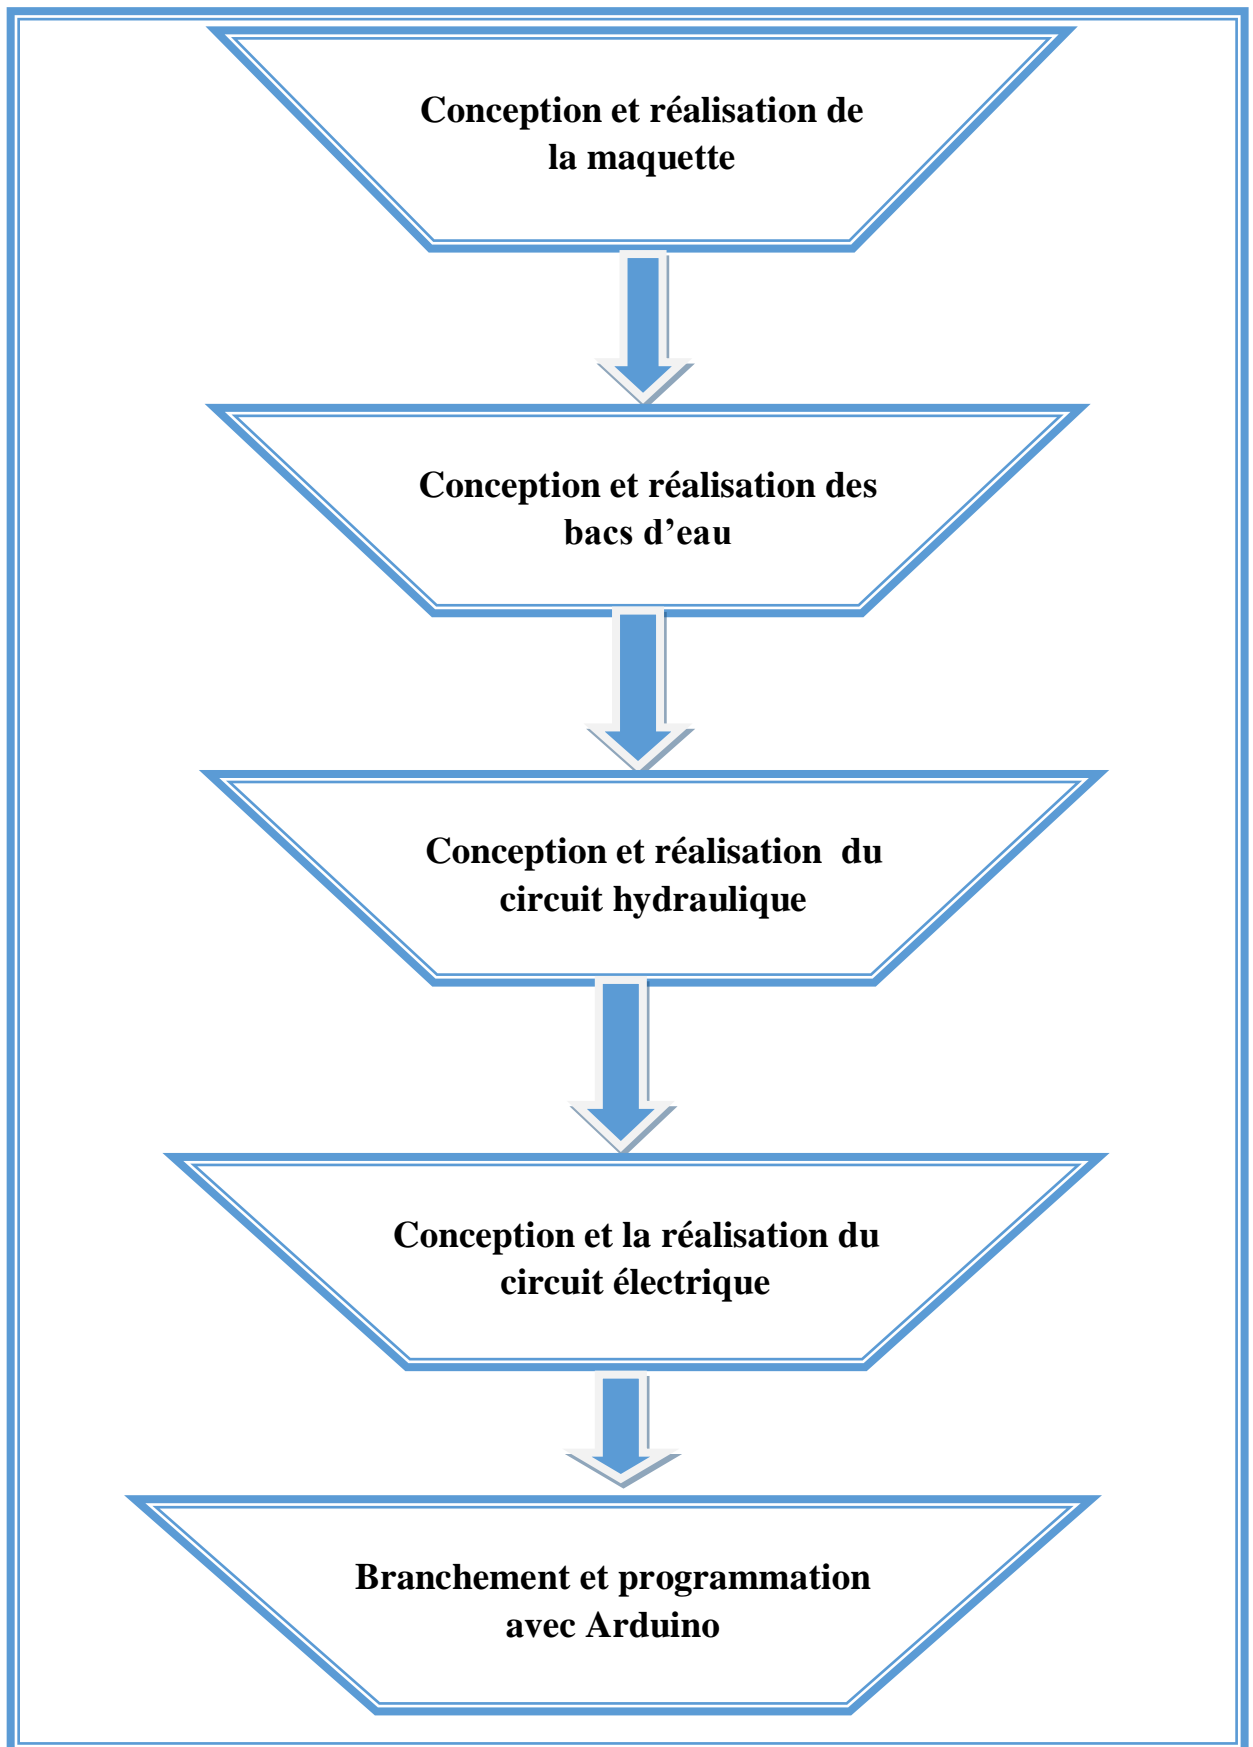 Conception et réalisation de
la maquette
Conception et réalisation des
bacs d’eau
Conception et réalisation  du
circuit hydraulique
Conception et la réalisation du
circuit électrique
Branchement et programmation
avec Arduino